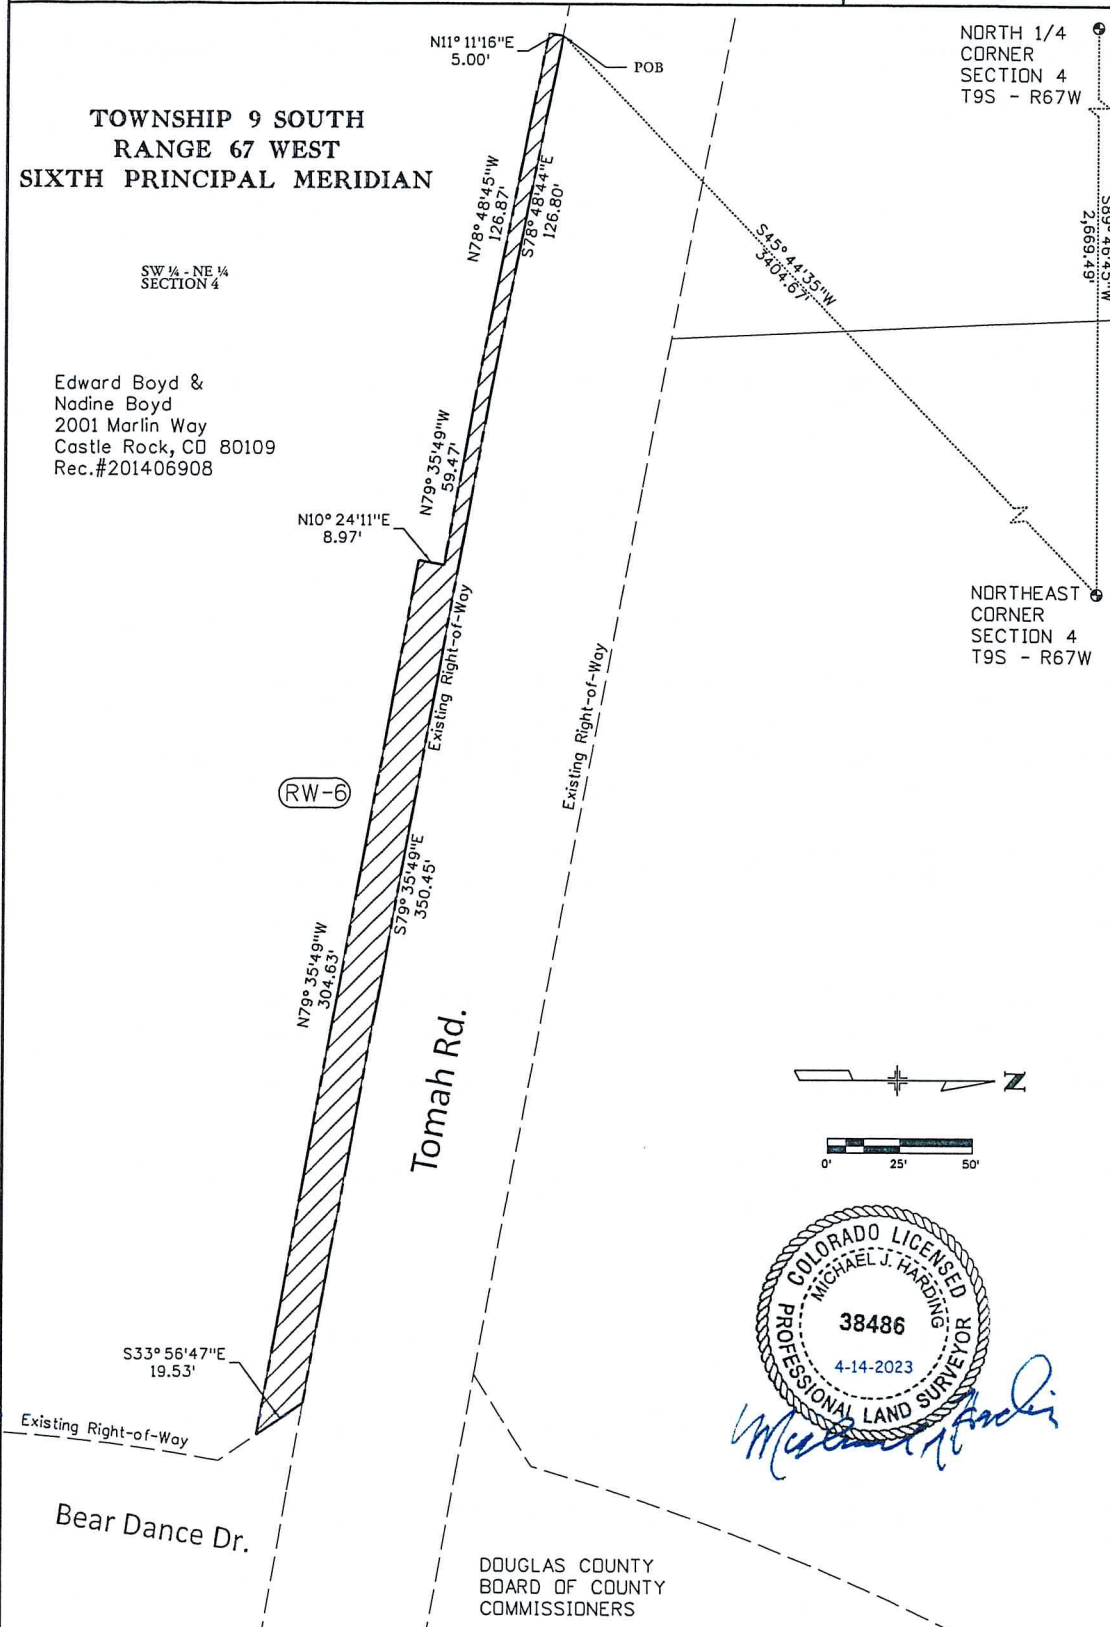 N11° 11'16"E
5.00'
POB
NORTH 1/4
CORNER
SECTION 4
T9S - R67W
TOWNSHIP 9 SOUTH
RANGE 67 WEST
SIXTH PRINCIPAL MERIDIAN
N78° 48'45"W
126.87'
S78° 48'44"E
126.80'
S45° 44'35"W
3404.67'
S89° 46'45"W
2,669.49'
SW ¼ - NE ¼
SECTION 4
Edward Boyd &
Nadine Boyd
2001 Marlin Way
Castle Rock, CO 80109
Rec.#201406908
N79° 35'49"W
59.47'
N10° 24'11"E
8.97'
Existing Right-of-Way
Existing Right-of-Way
NORTHEAST
CORNER
SECTION 4
T9S - R67W
RW-6
S79° 35'49"E
350.45'
N79° 35'49"W
304.63'
Tomah Rd.
N
0' 25' 50'
COLORADO LICENSED
MICHAEL J. HARDING
38486
4-14-2023
PROFESSIONAL LAND SURVEYOR
S33° 56'47"E
19.53'
Existing Right-of-Way
Bear Dance Dr.
DOUGLAS COUNTY
BOARD OF COUNTY
COMMISSIONERS